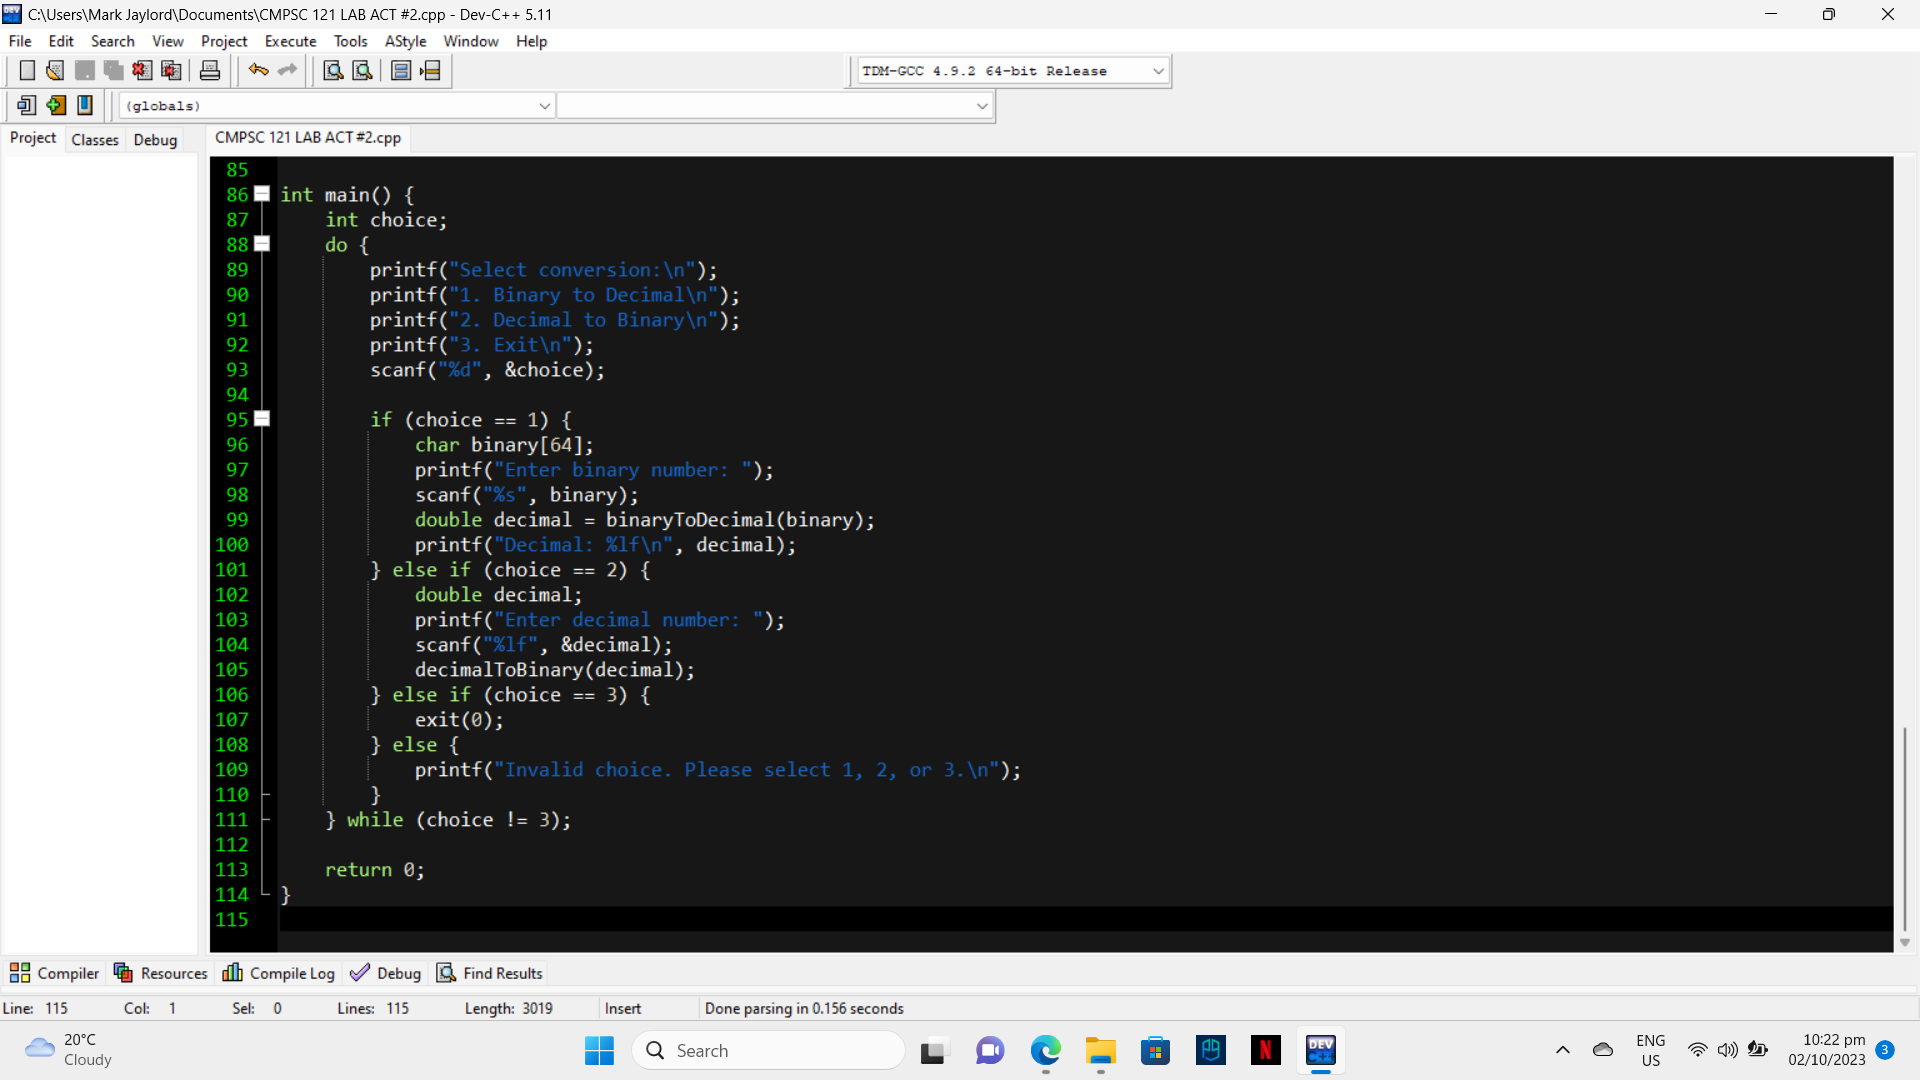 C:\Users\Mark Jaylord\Documents\CMPSC 121 LAB ACT #2.cpp - Dev-C++ 5.11
File Edit Search View Project Execute Tools AStyle Window Help
TDM-GCC 4.9.2 64-bit Release
(globals)
Project Classes Debug CMPSC 121 LAB ACT #2.cpp
85
86 int main() {
87     int choice;
88     do {
89         printf("Select conversion:\n");
90         printf("1. Binary to Decimal\n");
91         printf("2. Decimal to Binary\n");
92         printf("3. Exit\n");
93         scanf("%d", &choice);
94
95         if (choice == 1) {
96             char binary[64];
97             printf("Enter binary number: ");
98             scanf("%s", binary);
99             double decimal = binaryToDecimal(binary);
100             printf("Decimal: %lf\n", decimal);
101         } else if (choice == 2) {
102             double decimal;
103             printf("Enter decimal number: ");
104             scanf("%lf", &decimal);
105             decimalToBinary(decimal);
106         } else if (choice == 3) {
107             exit(0);
108         } else {
109             printf("Invalid choice. Please select 1, 2, or 3.\n");
110         }
111     } while (choice != 3);
112
113     return 0;
114 }
115
Compiler Resources Compile Log Debug Find Results
Line: 115 Col: 1 Sel: 0 Lines: 115 Length: 3019 Insert Done parsing in 0.156 seconds
20°C
Cloudy
Search
DEV
N
ENG
US
10:22 pm
02/10/2023
3